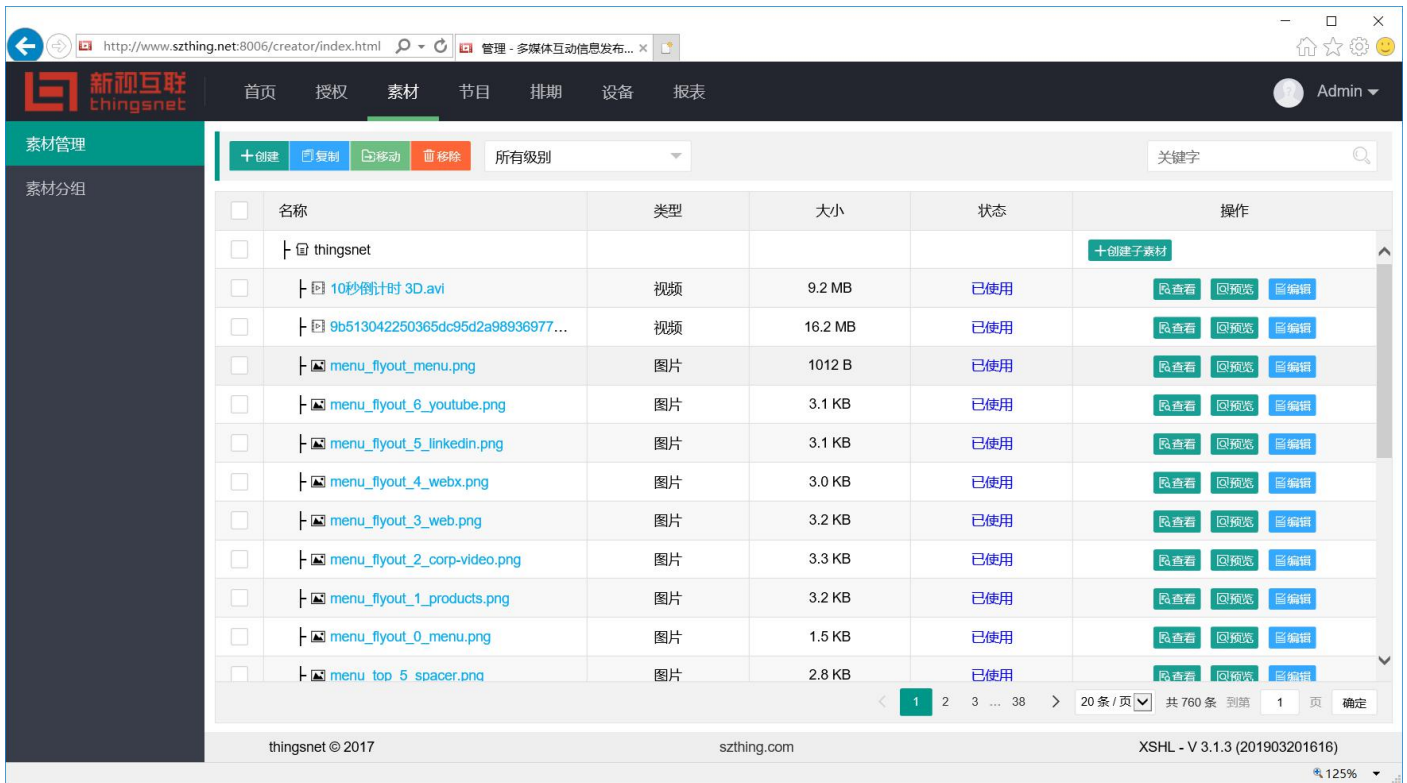 http://www.szthing.net:8006/creator/index.html 管理 - 多媒体互动信息发布...
新视互联
thingsnet
首页 授权 素材 节目 排期 设备 报表 Admin
素材管理
素材分组
创建 复制 移动 移除 所有级别 关键字
名称 类型 大小 状态 操作
thingsnet 创建子素材
10秒倒计时 3D.avi 视频 9.2 MB 已使用 查看 预览 编辑
9b513042250365dc95d2a98936977... 视频 16.2 MB 已使用 查看 预览 编辑
menu_flyout_menu.png 图片 1012 B 已使用 查看 预览 编辑
menu_flyout_6_youtube.png 图片 3.1 KB 已使用 查看 预览 编辑
menu_flyout_5_linkedin.png 图片 3.1 KB 已使用 查看 预览 编辑
menu_flyout_4_webx.png 图片 3.0 KB 已使用 查看 预览 编辑
menu_flyout_3_web.png 图片 3.2 KB 已使用 查看 预览 编辑
menu_flyout_2_corp-video.png 图片 3.3 KB 已使用 查看 预览 编辑
menu_flyout_1_products.png 图片 3.2 KB 已使用 查看 预览 编辑
menu_flyout_0_menu.png 图片 1.5 KB 已使用 查看 预览 编辑
menu_top_5_spacer.png 图片 2.8 KB 已使用 查看 预览 编辑
1 2 3 ... 38 20 条 / 页 共 760 条 到第 1 页 确定
thingsnet © 2017 szthing.com XSHL - V 3.1.3 (201903201616)
125%